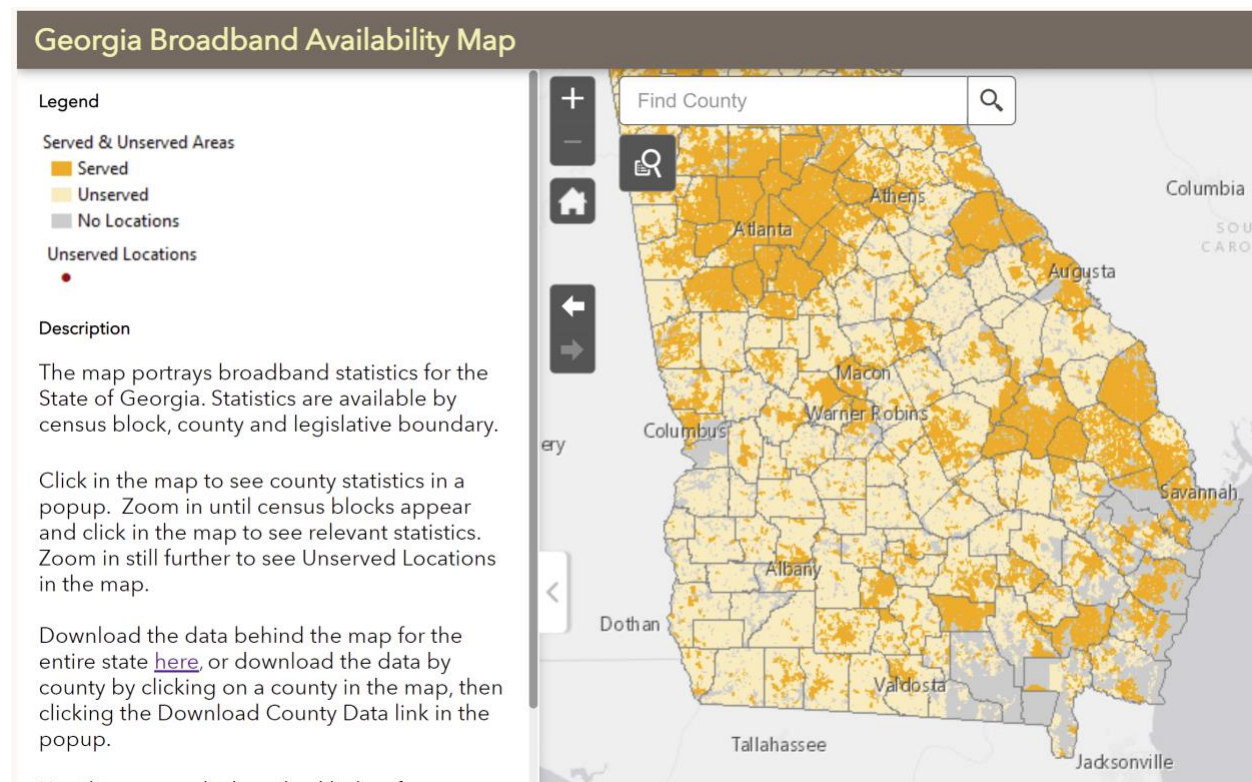 Georgia Broadband Availability Map
Legend
Served & Unserved Areas
Served
Unserved
No Locations
Unserved Locations
Description
The map portrays broadband statistics for the
State of Georgia. Statistics are available by
census block, county and legislative boundary.
Click in the map to see county statistics in a
popup. Zoom in until census blocks appear
and click in the map to see relevant statistics.
Zoom in still further to see Unserved Locations
in the map.
Download the data behind the map for the
entire state here, or download the data by
county by clicking on a county in the map, then
clicking the Download County Data link in the
popup.
Find County
Columbia
SOU
CARO
Athens
Atlanta
Augusta
Macon
Warner Robins
Columbus
ery
Savannah
Albany
Dothan
Valdosta
Tallahassee
Jacksonville